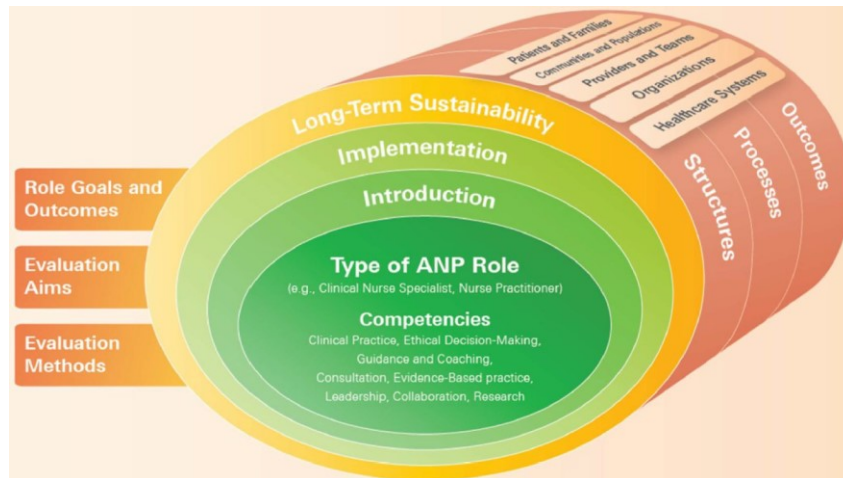 Patients and Families
Communities and Populations
Providers and Teams
Organizations
Healthcare Systems
Outcomes
Processes
Structures
Long-Term Sustainability
Implementation
Introduction
Role Goals and
Outcomes
Evaluation
Aims
Evaluation
Methods
Type of ANP Role
(e.g., Clinical Nurse Specialist, Nurse Practitioner)
Competencies
Clinical Practice, Ethical Decision-Making,
Guidance and Coaching,
Consultation, Evidence-Based practice,
Leadership, Collaboration, Research